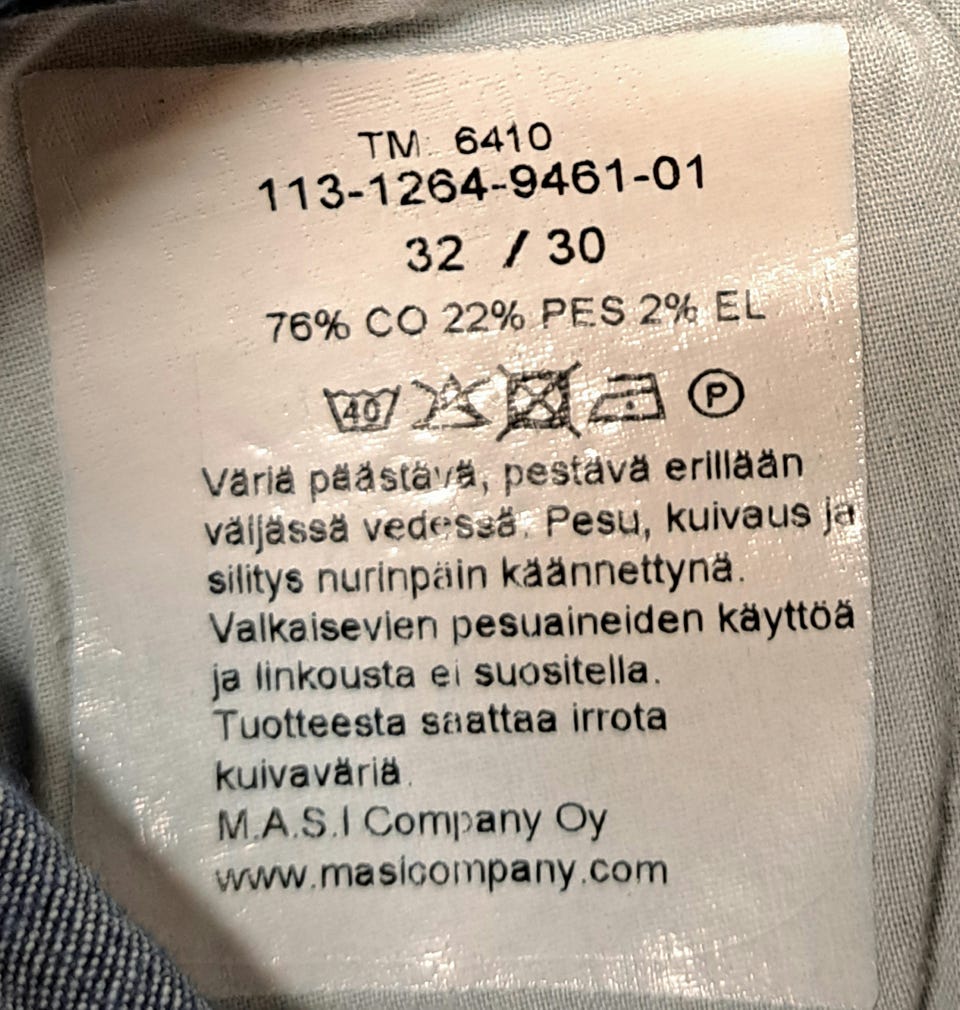 TM: 6410
113-1264-9461-01
32 / 30
76% CO 22% PES 2% EL
40 P
Väriä päästävä, pestävä erillään
väljässä vedessä. Pesu, kuivaus ja
silitys nurinpäin käännettynä.
Valkaisevien pesuaineiden käyttöä
ja linkousta ei suositella.
Tuotteesta saattaa irrota
kuivaväriä.
M.A.S.I Company Oy
www.masicompany.com